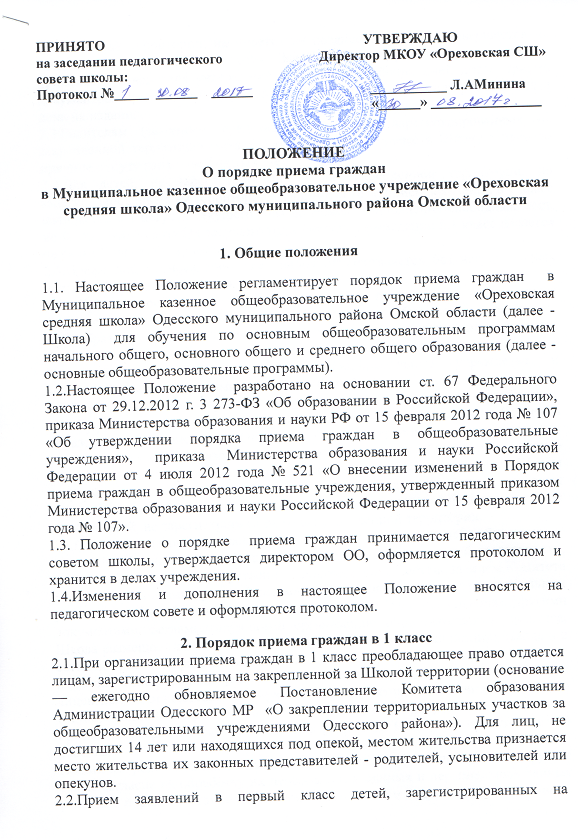 ПРИНЯТО
на заседании педагогического
совета школы:
Протокол № 1 30.08 2017
УТВЕРЖДАЮ
Директор МКОУ «Ореховская СШ»
Л.АМинина
«30» 08.2017г.
ПОЛОЖЕНИЕ
О порядке приема граждан
в Муниципальное казенное общеобразовательное учреждение «Ореховская
средняя школа» Одесского муниципального района Омской области
1. Общие положения
1.1. Настоящее Положение регламентирует порядок приема граждан в
Муниципальное казенное общеобразовательное учреждение «Ореховская
средняя школа» Одесского муниципального района Омской области (далее -
Школа) для обучения по основным общеобразовательным программам
начального общего, основного общего и среднего общего образования (далее -
основные общеобразовательные программы).
1.2.Настоящее Положение разработано на основании ст. 67 Федерального
Закона от 29.12.2012 г. З 273-ФЗ «Об образовании в Российской Федерации»,
приказа Министерства образования и науки РФ от 15 февраля 2012 года № 107
«Об утверждении порядка приема граждан в общеобразовательные
учреждения», приказа Министерства образования и науки Российской
Федерации от 4 июля 2012 года № 521 «О внесении изменений в Порядок
приема граждан в общеобразовательные учреждения, утвержденный приказом
Министерства образования и науки Российской Федерации от 15 февраля 2012
года № 107».
1.3. Положение о порядке приема граждан принимается педагогическим
советом школы, утверждается директором ОО, оформляется протоколом и
хранится в делах учреждения.
1.4.Изменения и дополнения в настоящее Положение вносятся на
педагогическом совете и оформляются протоколом.
2. Порядок приема граждан в 1 класс
2.1.При организации приема граждан в 1 класс преобладающее право отдается
лицам, зарегистрированным на закрепленной за Школой территории (основание
— ежегодно обновляемое Постановление Комитета образования
Администрации Одесского МР «О закреплении территориальных участков за
общеобразовательными учреждениями Одесского района»). Для лиц, не
достигших 14 лет или находящихся под опекой, местом жительства признается
место жительства их законных представителей - родителей, усыновителей или
опекунов.
2.2.Прием заявлений в первый класс детей, зарегистрированных на